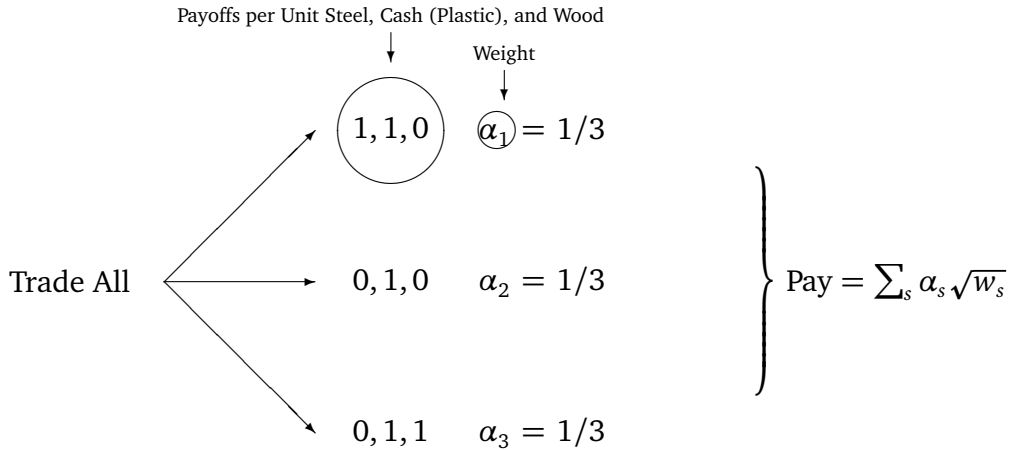 Payoffs per Unit Steel, Cash (Plastic), and Wood
Weight
1, 1, 0 α₁ = 1/3
Trade All 0, 1, 0 α₂ = 1/3 Pay = ∑ₛ αₛ√wₛ
0, 1, 1 α₃ = 1/3